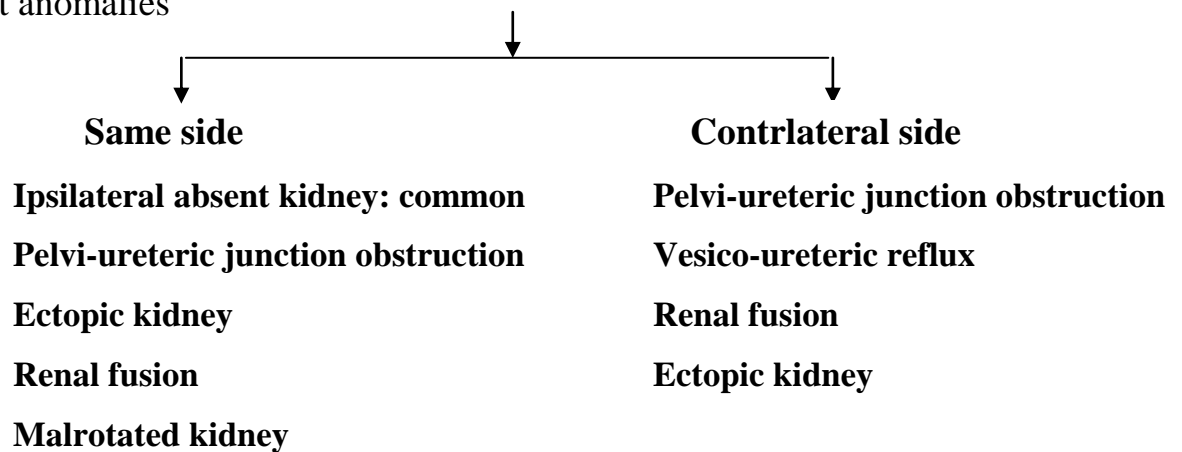 t anomalies
Same side
Ipsilateral absent kidney: common
Pelvi-ureteric junction obstruction
Ectopic kidney
Renal fusion
Malrotated kidney
Contrlateral side
Pelvi-ureteric junction obstruction
Vesico-ureteric reflux
Renal fusion
Ectopic kidney